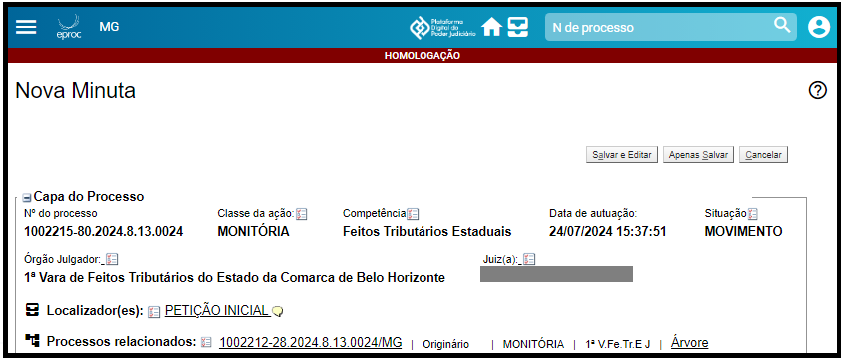 eproc MG Plataforma Digital do Poder Judiciário N de processo
HOMOLOGAÇÃO
Nova Minuta
Salvar e Editar Apenas Salvar Cancelar
Capa do Processo
Nº do processo Classe da ação: Competência Data de autuação: Situação
1002215-80.2024.8.13.0024 MONITÓRIA Feitos Tributários Estaduais 24/07/2024 15:37:51 MOVIMENTO
Órgão Julgador: Juiz(a):
1ª Vara de Feitos Tributários do Estado da Comarca de Belo Horizonte
Localizador(es): PETIÇÃO INICIAL
Processos relacionados: 1002212-28.2024.8.13.0024/MG | Originário | MONITÓRIA | 1ª V.Fe.Tr.E J | Árvore